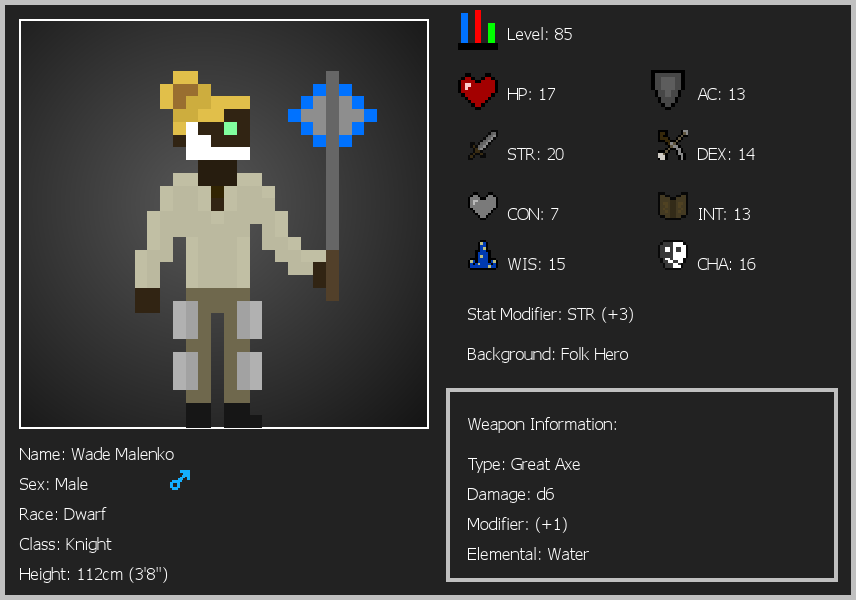 Level: 85
HP: 17
AC: 13
STR: 20
DEX: 14
CON: 7
INT: 13
WIS: 15
CHA: 16
Stat Modifier: STR (+3)
Background: Folk Hero
Weapon Information:
Type: Great Axe
Damage: d6
Modifier: (+1)
Elemental: Water
Name: Wade Malenko
Sex: Male
Race: Dwarf
Class: Knight
Height: 112cm (3'8")